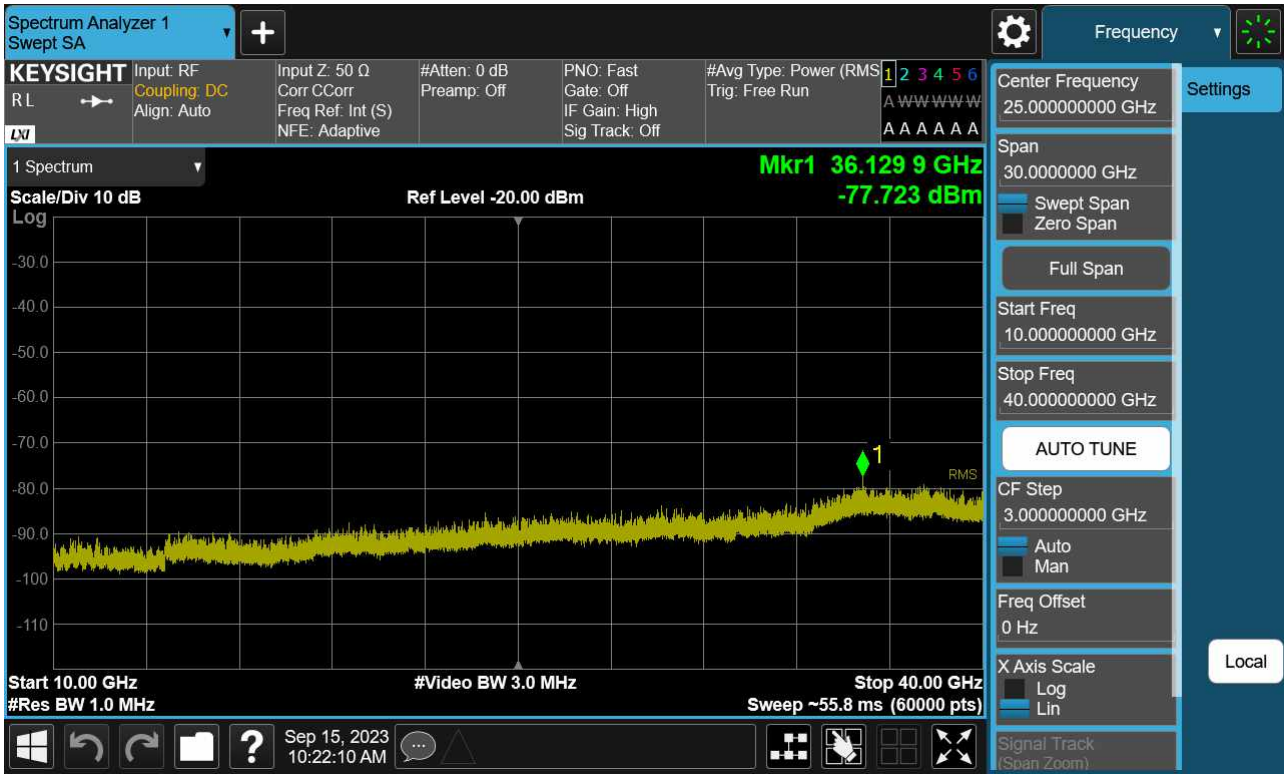 Spectrum Analyzer 1
Swept SA
+
Frequency
KEYSIGHT
RL
LXI
Input: RF
Coupling: DC
Align: Auto
Input Z: 50 Ω
Corr CCorr
Freq Ref: Int (S)
NFE: Adaptive
#Atten: 0 dB
Preamp: Off
PNO: Fast
Gate: Off
IF Gain: High
Sig Track: Off
#Avg Type: Power (RMS
Trig: Free Run
1 2 3 4 5 6
A W W W W W
A A A A A A
1 Spectrum
Scale/Div 10 dB
Log
Ref Level -20.00 dBm
Mkr1 36.129 9 GHz
-77.723 dBm
-30.0
-40.0
-50.0
-60.0
-70.0
-80.0
-90.0
-100
-110
1
RMS
Start 10.00 GHz
#Res BW 1.0 MHz
#Video BW 3.0 MHz
Stop 40.00 GHz
Sweep ~55.8 ms (60000 pts)
?
Sep 15, 2023
10:22:10 AM
Center Frequency
25.000000000 GHz
Span
30.0000000 GHz
Swept Span
Zero Span
Full Span
Start Freq
10.000000000 GHz
Stop Freq
40.000000000 GHz
AUTO TUNE
CF Step
3.000000000 GHz
Auto
Man
Freq Offset
0 Hz
X Axis Scale
Log
Lin
Signal Track
(Span Zoom)
Settings
Local